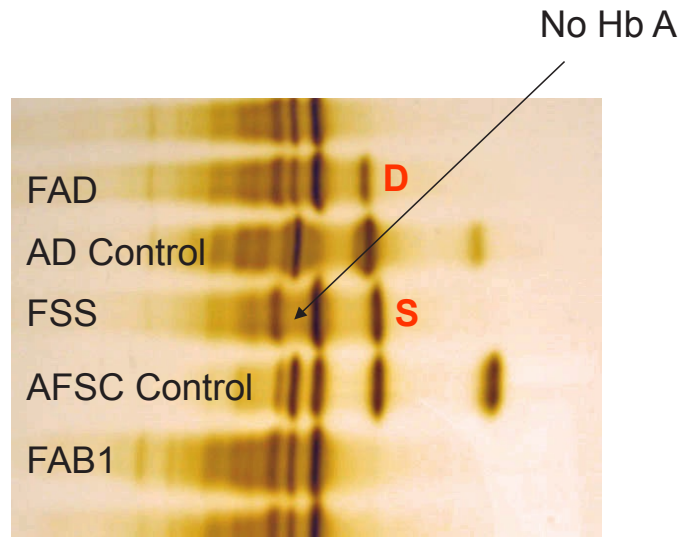 No Hb A
FAD
D
AD Control
FSS
S
AFSC Control
FAB1